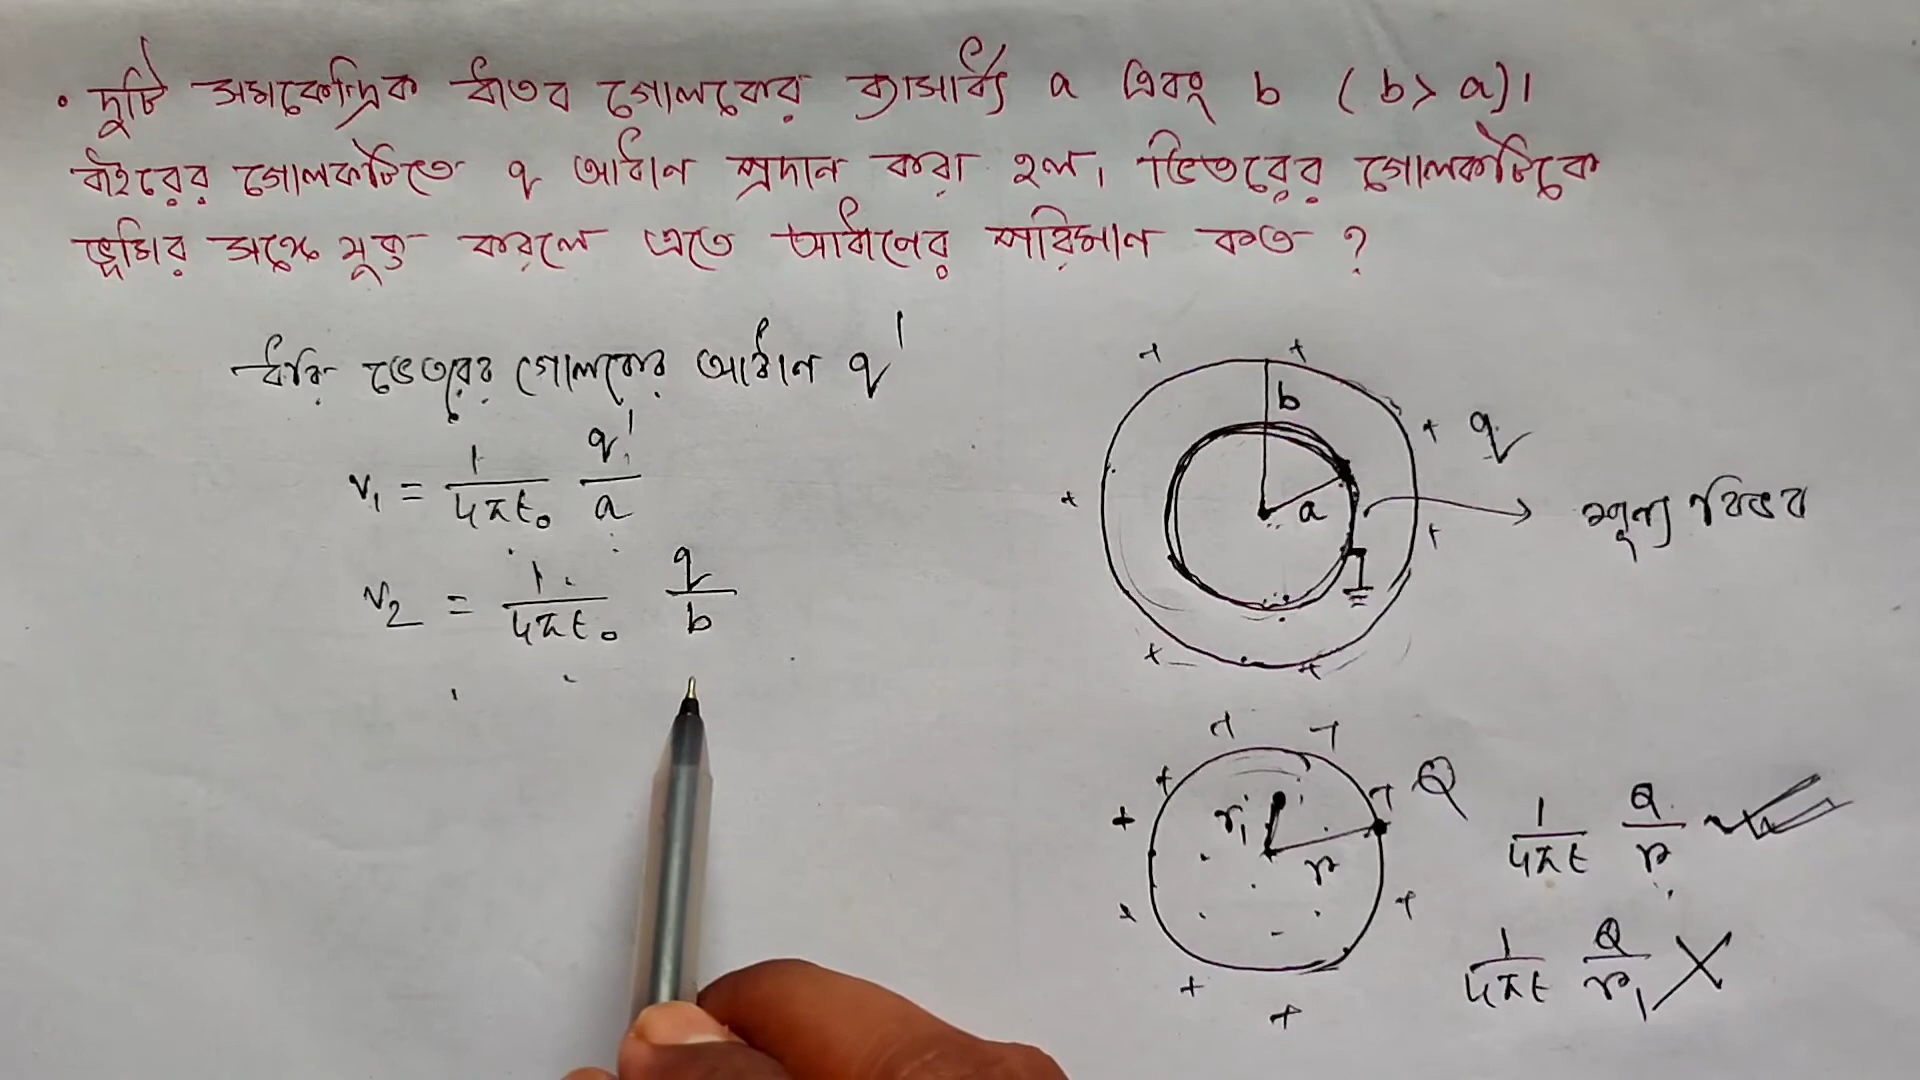 • দুটি সমকেন্দ্রিক ধাতব গোলকের ব্যাসার্ধ্য a এবং b ( b > a )।
বাইরের গোলকটিতে q আধান প্রদান করা হল। ভিতরের গোলকটিকে
ভূমির সঙ্গে যুক্ত করলে এতে আধানের পরিমান কত ?
ধরি ভেতরের গোলকের আধান q'
v₁ = 1/4πε₀ q'/a
v₂ = 1/4πε₀ q/b
+ +
b
+ q
a
+
+
শূন্য বিভব
+ +
+ +
+ Q
+
r₁
r
+ +
+ +
1/4πε Q/r
1/4πε Q/r₁ ×